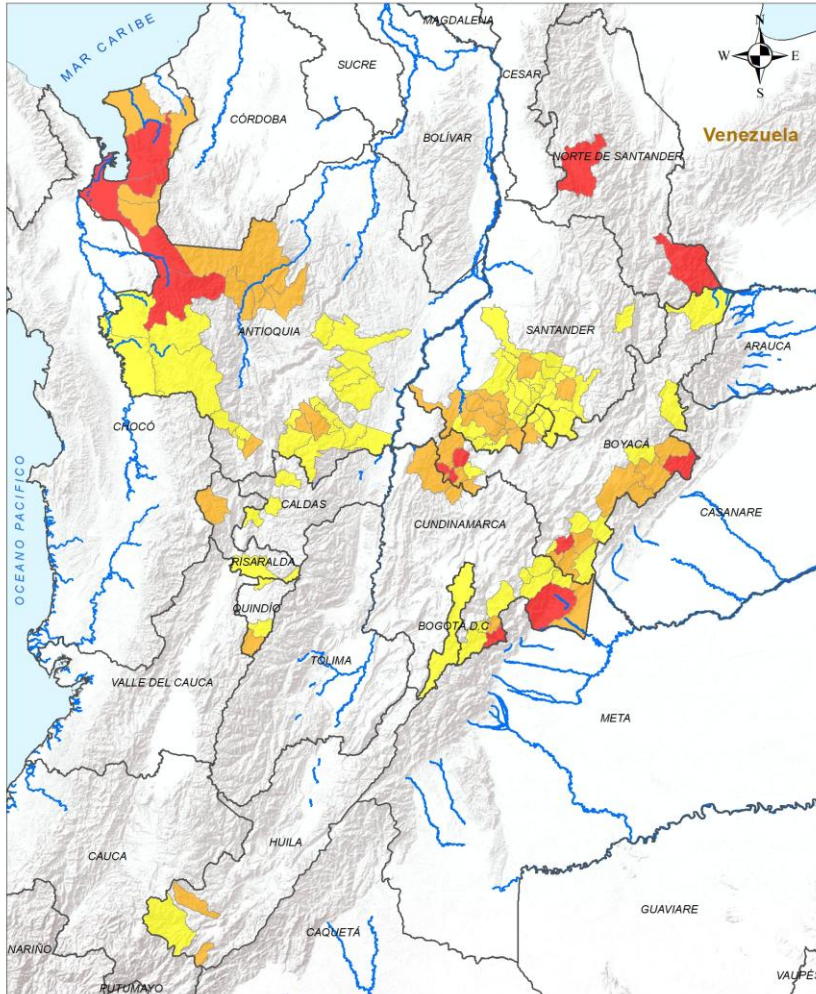 MAGDALENA
MAR CARIBE
SUCRE
CESAR
N
W E
S
CÓRDOBA
BOLÍVAR
Venezuela
NORTE DE SANTANDER
ANTIOQUIA
SANTANDER
ARAUCA
CHOCÓ
BOYACÁ
CALDAS
CUNDINAMARCA
CASANARE
OCEANO PACIFICO
RISARALDA
QUINDÍO
BOGOTÁ, D.C
TOLIMA
VALLE DEL CAUCA
META
HUILA
CAUCA
GUAVIARE
NARIÑO
CAQUETÁ
PUTUMAYO
VAUPÉS